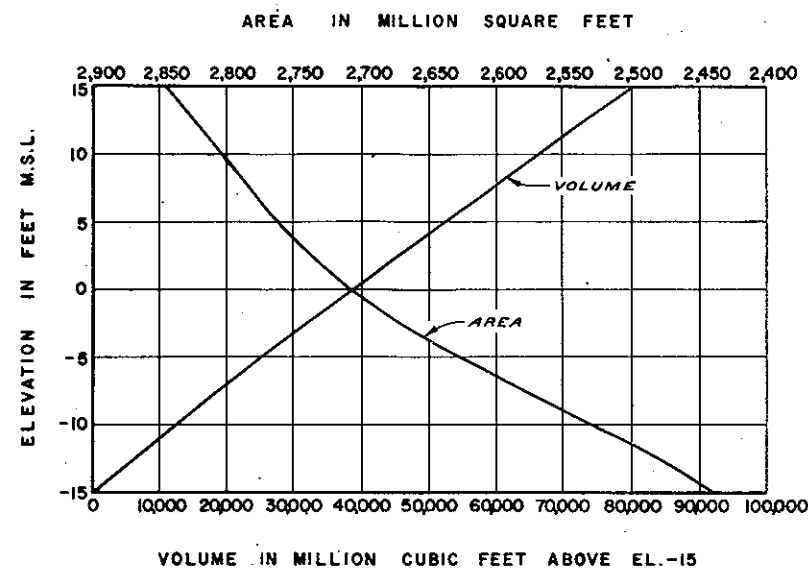 AREA IN MILLION SQUARE FEET
2,900 2,850 2,800 2,750 2,700 2,650 2,600 2,550 2,500 2,450 2,400
15
10
VOLUME
5
0
AREA
-5
-10
-15
ELEVATION IN FEET M.S.L.
0 10,000 20,000 30,000 40,000 50,000 60,000 70,000 80,000 90,000 100,000
VOLUME IN MILLION CUBIC FEET ABOVE EL.-15